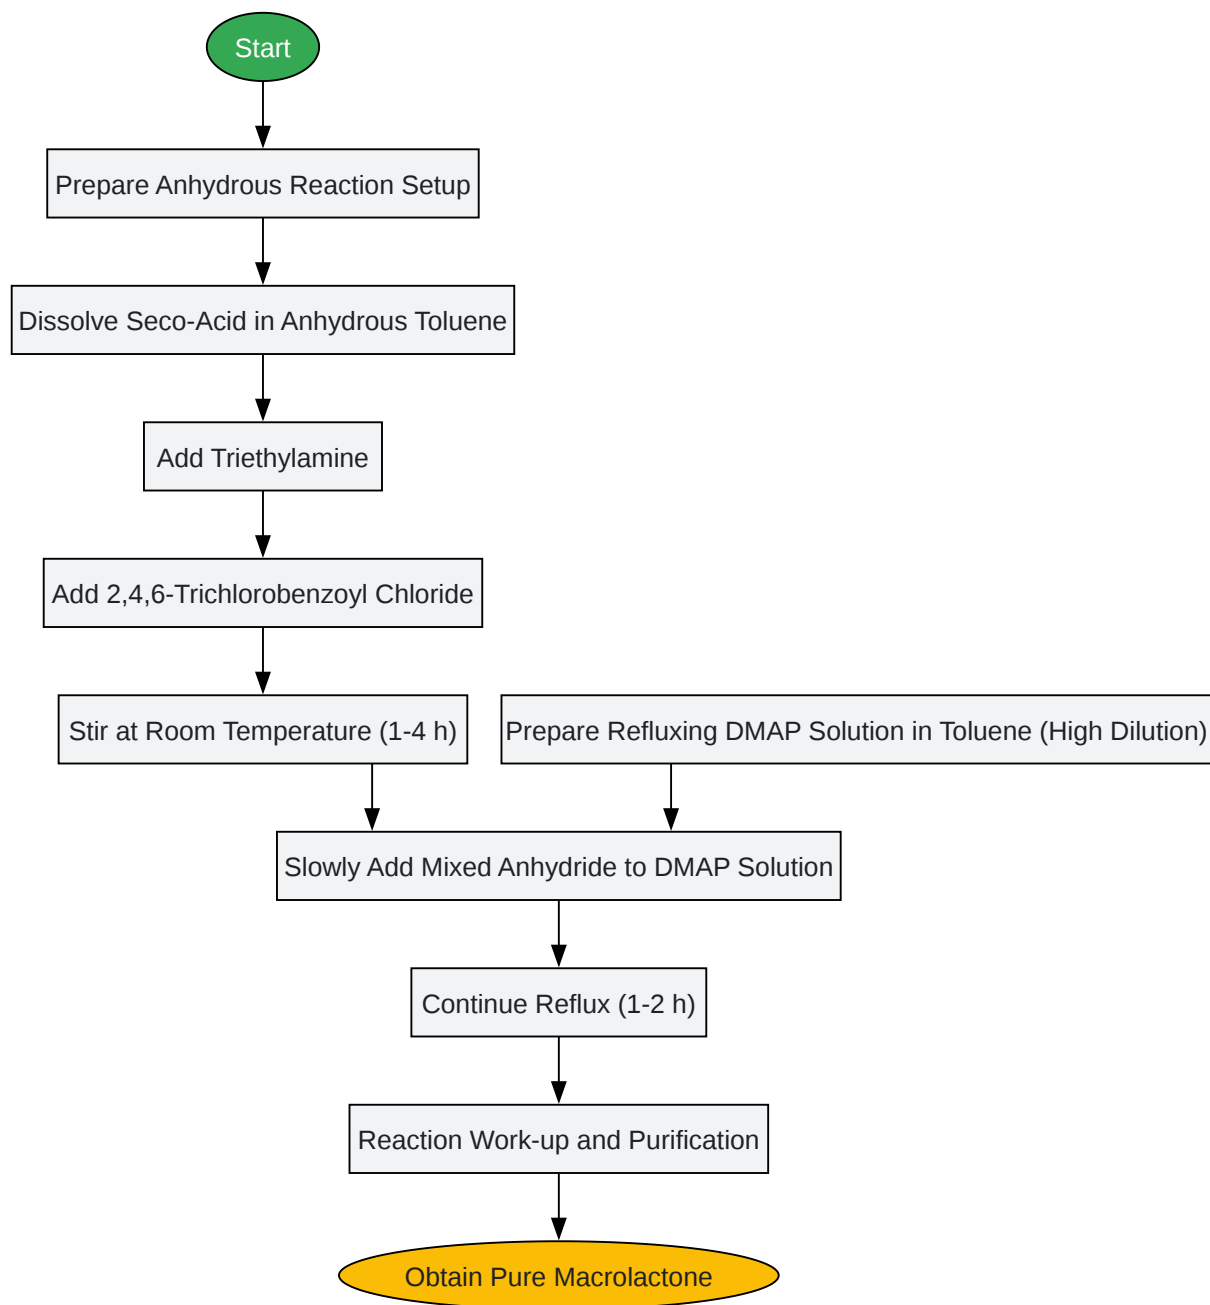 Start
Prepare Anhydrous Reaction Setup
Dissolve Seco-Acid in Anhydrous Toluene
Add Triethylamine
Add 2,4,6-Trichlorobenzoyl Chloride
Stir at Room Temperature (1-4 h)
Prepare Refluxing DMAP Solution in Toluene (High Dilution)
Slowly Add Mixed Anhydride to DMAP Solution
Continue Reflux (1-2 h)
Reaction Work-up and Purification
Obtain Pure Macrolactone